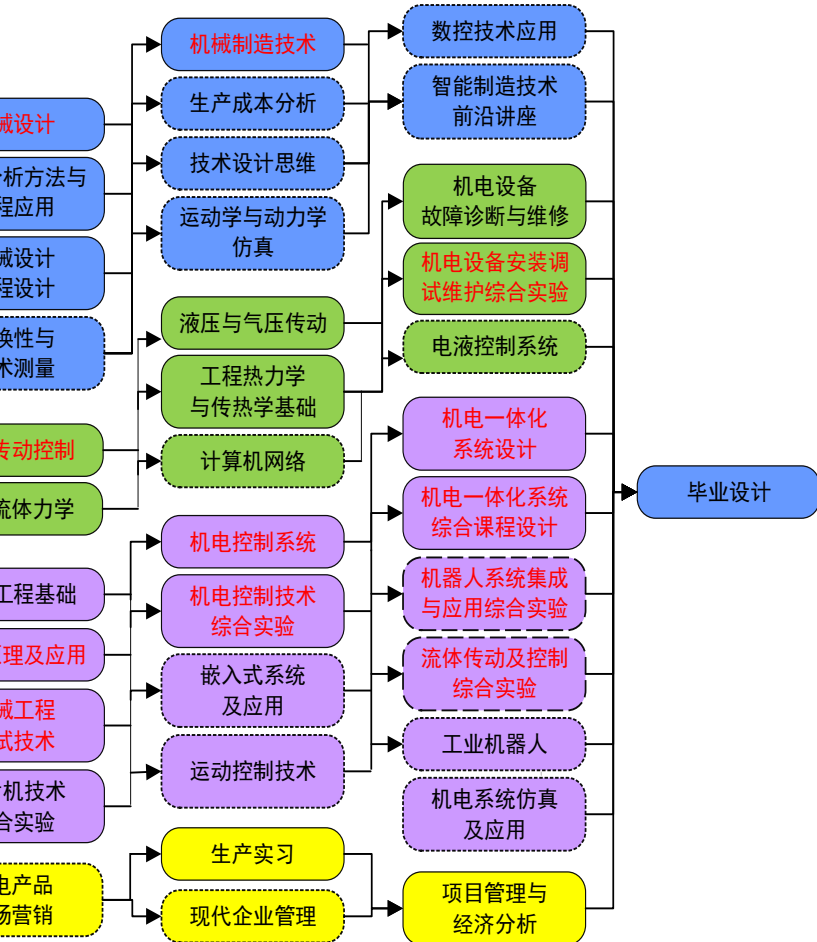 械设计
析方法与
程应用
械设计
程设计
换性与
术测量
传动控制
流体力学
工程基础
理及应用
械工程
试技术
机技术
合实验
电产品
场营销
机械制造技术
生产成本分析
技术设计思维
运动学与动力学
仿真
液压与气压传动
工程热力学
与传热学基础
计算机网络
机电控制系统
机电控制技术
综合实验
嵌入式系统
及应用
运动控制技术
生产实习
现代企业管理
数控技术应用
智能制造技术
前沿讲座
机电设备
故障诊断与维修
机电设备安装调
试维护综合实验
电液控制系统
机电一体化
系统设计
机电一体化系统
综合课程设计
机器人系统集成
与应用综合实验
流体传动及控制
综合实验
工业机器人
机电系统仿真
及应用
项目管理与
经济分析
毕业设计